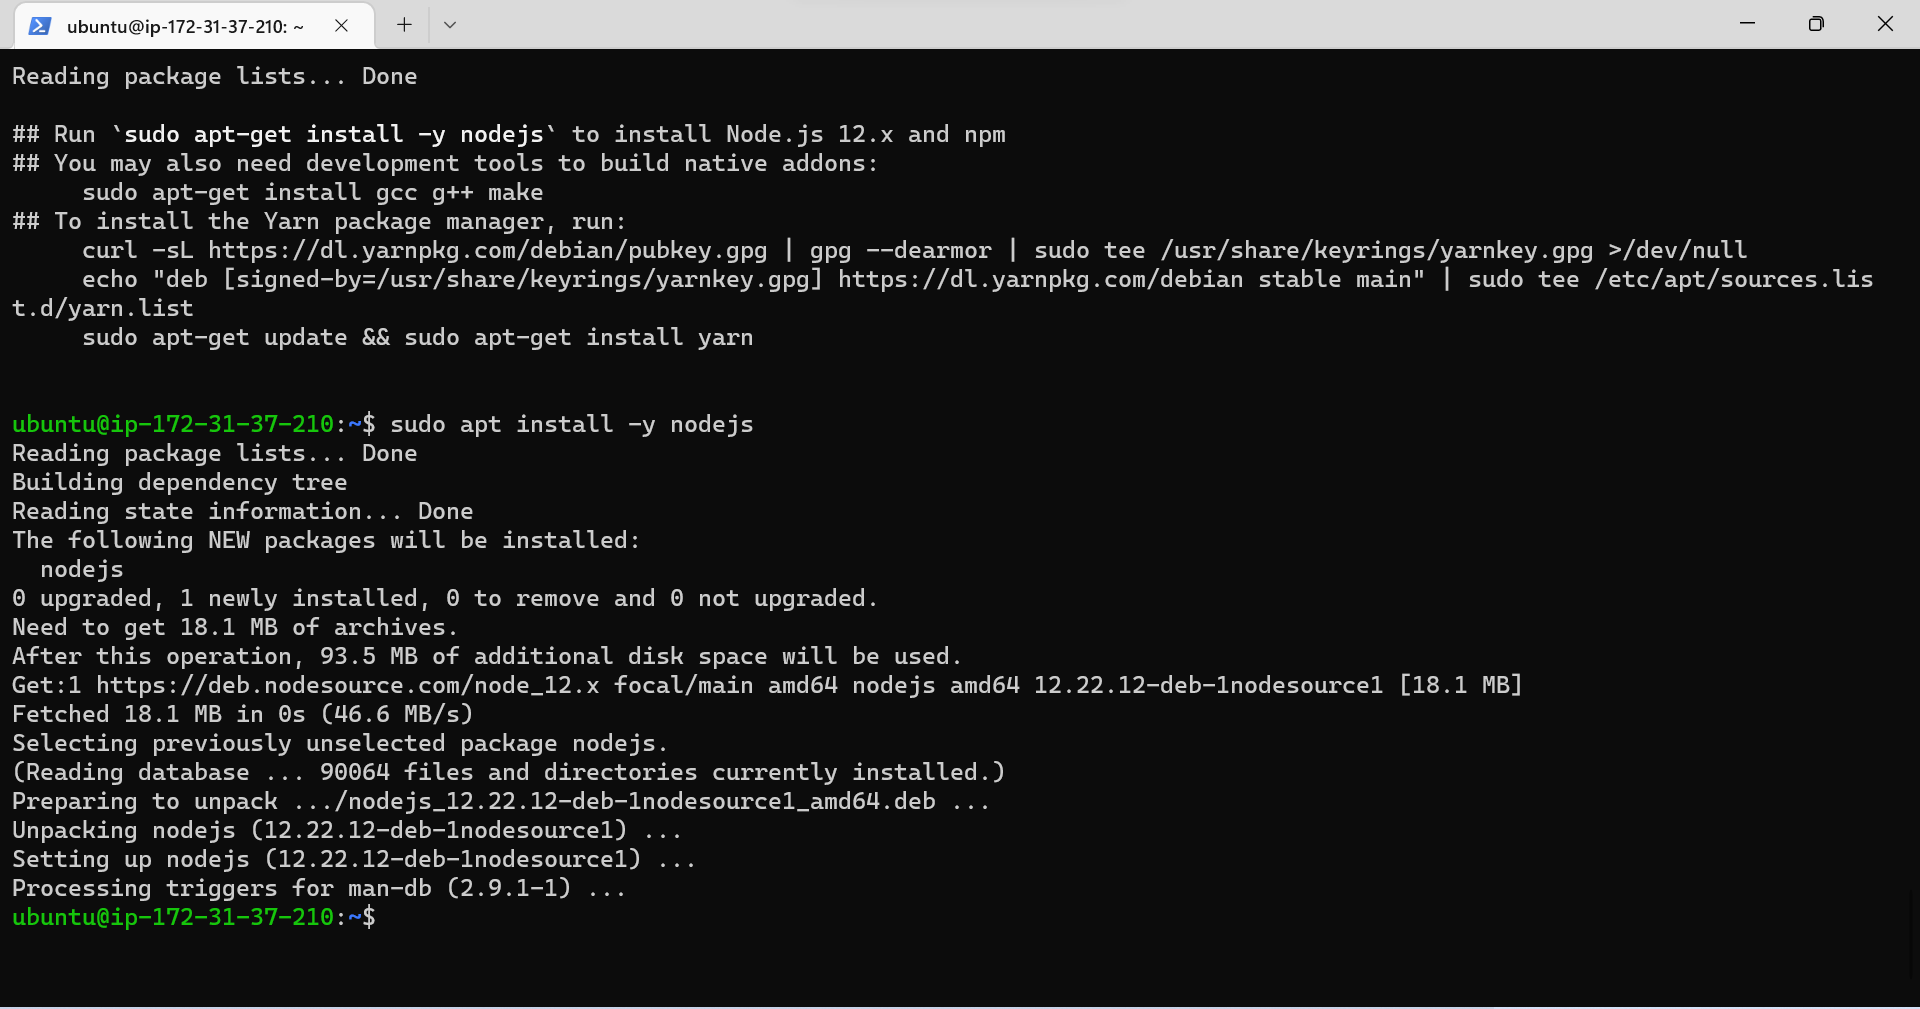 ubuntu@ip-172-31-37-210: ~
Reading package lists... Done
## Run `sudo apt-get install -y nodejs` to install Node.js 12.x and npm
## You may also need development tools to build native addons:
     sudo apt-get install gcc g++ make
## To install the Yarn package manager, run:
     curl -sL https://dl.yarnpkg.com/debian/pubkey.gpg | gpg --dearmor | sudo tee /usr/share/keyrings/yarnkey.gpg >/dev/null
     echo "deb [signed-by=/usr/share/keyrings/yarnkey.gpg] https://dl.yarnpkg.com/debian stable main" | sudo tee /etc/apt/sources.lis
t.d/yarn.list
     sudo apt-get update && sudo apt-get install yarn
ubuntu@ip-172-31-37-210:~$ sudo apt install -y nodejs
Reading package lists... Done
Building dependency tree
Reading state information... Done
The following NEW packages will be installed:
  nodejs
0 upgraded, 1 newly installed, 0 to remove and 0 not upgraded.
Need to get 18.1 MB of archives.
After this operation, 93.5 MB of additional disk space will be used.
Get:1 https://deb.nodesource.com/node_12.x focal/main amd64 nodejs amd64 12.22.12-deb-1nodesource1 [18.1 MB]
Fetched 18.1 MB in 0s (46.6 MB/s)
Selecting previously unselected package nodejs.
(Reading database ... 90064 files and directories currently installed.)
Preparing to unpack .../nodejs_12.22.12-deb-1nodesource1_amd64.deb ...
Unpacking nodejs (12.22.12-deb-1nodesource1) ...
Setting up nodejs (12.22.12-deb-1nodesource1) ...
Processing triggers for man-db (2.9.1-1) ...
ubuntu@ip-172-31-37-210:~$